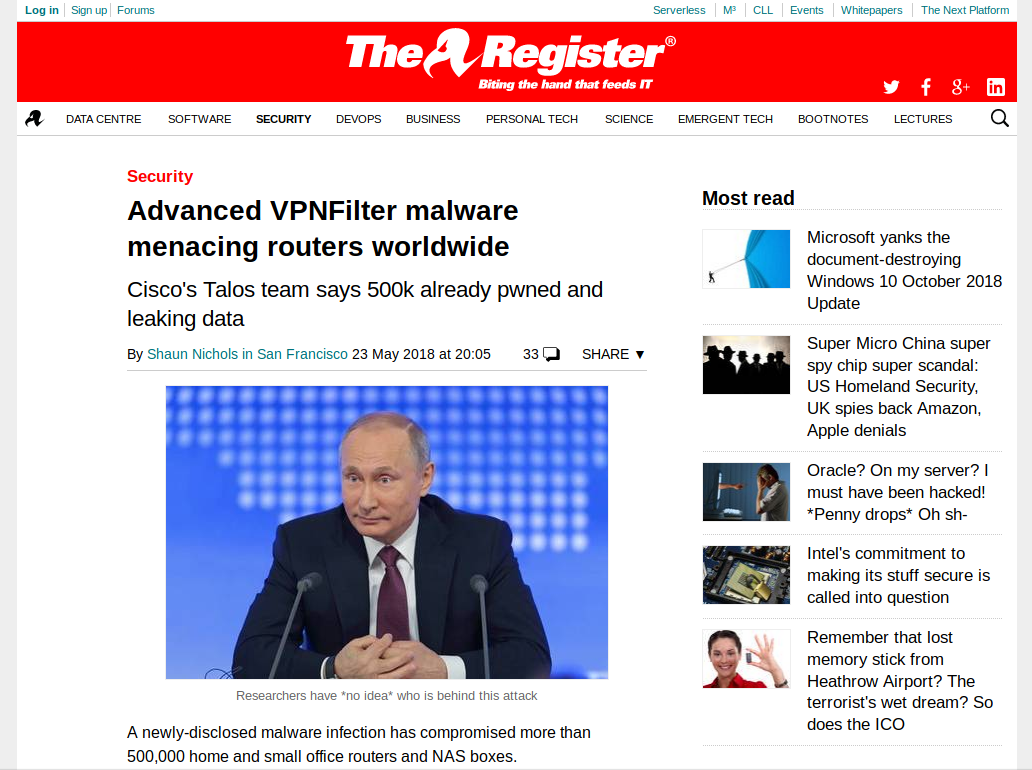 Log in Sign up Forums Serverless M³ CLL Events Whitepapers The Next Platform
The Register®
Biting the hand that feeds IT
DATA CENTRE SOFTWARE SECURITY DEVOPS BUSINESS PERSONAL TECH SCIENCE EMERGENT TECH BOOTNOTES LECTURES
Security
Advanced VPNFilter malware
menacing routers worldwide
Cisco's Talos team says 500k already pwned and
leaking data
By Shaun Nichols in San Francisco 23 May 2018 at 20:05 33 SHARE ▼
Researchers have *no idea* who is behind this attack
A newly-disclosed malware infection has compromised more than
500,000 home and small office routers and NAS boxes.
Most read
Microsoft yanks the
document-destroying
Windows 10 October 2018
Update
Super Micro China super
spy chip super scandal:
US Homeland Security,
UK spies back Amazon,
Apple denials
Oracle? On my server? I
must have been hacked!
*Penny drops* Oh sh-
Intel's commitment to
making its stuff secure is
called into question
Remember that lost
memory stick from
Heathrow Airport? The
terrorist's wet dream? So
does the ICO